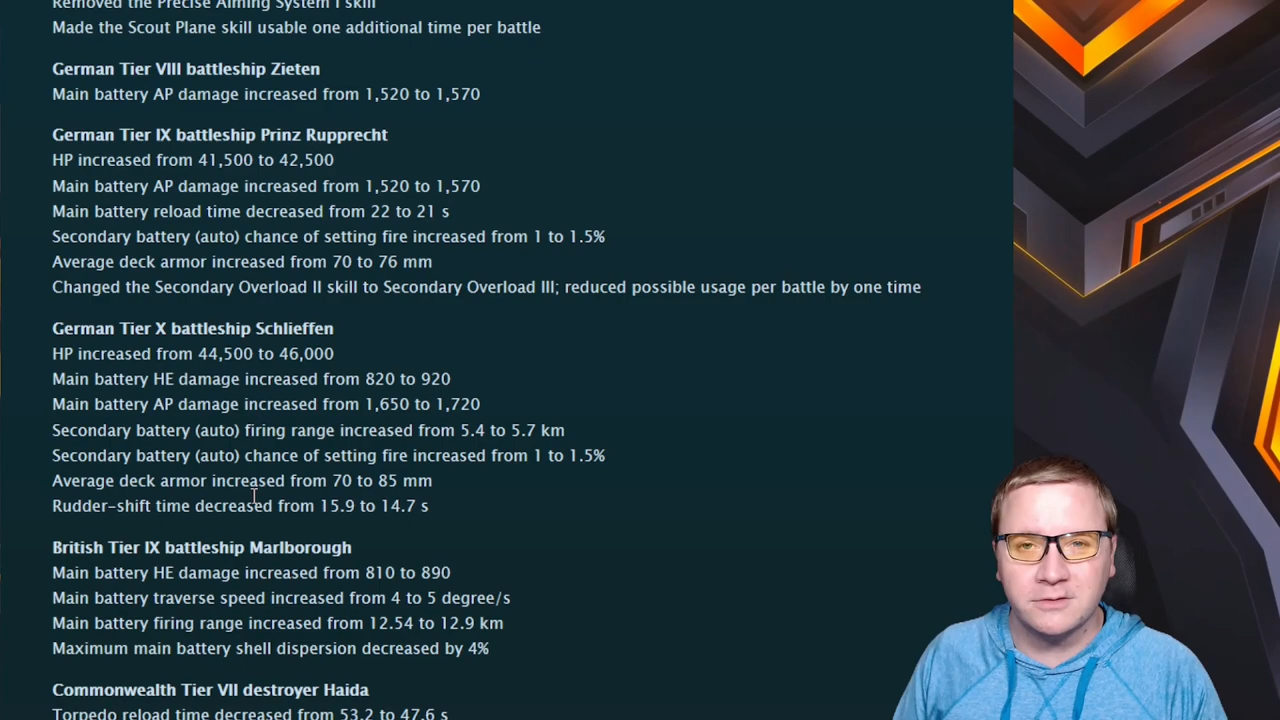 Removed the Precise Aiming System I skill
Made the Scout Plane skill usable one additional time per battle
German Tier VIII battleship Zieten
Main battery AP damage increased from 1,520 to 1,570
German Tier IX battleship Prinz Rupprecht
HP increased from 41,500 to 42,500
Main battery AP damage increased from 1,520 to 1,570
Main battery reload time decreased from 22 to 21 s
Secondary battery (auto) chance of setting fire increased from 1 to 1.5%
Average deck armor increased from 70 to 76 mm
Changed the Secondary Overload II skill to Secondary Overload III; reduced possible usage per battle by one time
German Tier X battleship Schlieffen
HP increased from 44,500 to 46,000
Main battery HE damage increased from 820 to 920
Main battery AP damage increased from 1,650 to 1,720
Secondary battery (auto) firing range increased from 5.4 to 5.7 km
Secondary battery (auto) chance of setting fire increased from 1 to 1.5%
Average deck armor increased from 70 to 85 mm
Rudder-shift time decreased from 15.9 to 14.7 s
British Tier IX battleship Marlborough
Main battery HE damage increased from 810 to 890
Main battery traverse speed increased from 4 to 5 degree/s
Main battery firing range increased from 12.54 to 12.9 km
Maximum main battery shell dispersion decreased by 4%
Commonwealth Tier VII destroyer Haida
Torpedo reload time decreased from 53.2 to 47.6 s